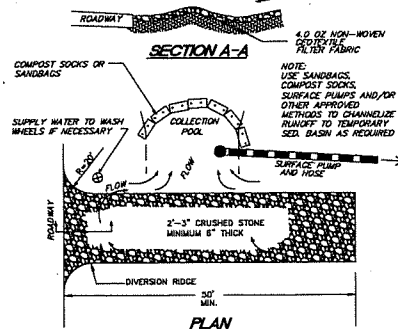 ROADWAY
4.0 OZ NON-WOVEN
GEOTEXTILE
FILTER FABRIC
SECTION A-A
COMPOST SOCKS OR
SANDBAGS
NOTE:
USE SANDBAGS,
COMPOST SOCKS,
SURFACE PUMPS AND/OR
OTHER APPROVED
METHODS TO CHANNELIZE
RUNOFF TO TEMPORARY
SED. BASIN AS REQUIRED
COLLECTION
POOL
SUPPLY WATER TO WASH
WHEELS IF NECESSARY
R=20'
FLOW
FLOW
SURFACE PUMP
AND HOSE
ROADWAY
2"-3" CRUSHED STONE
MINIMUM 6" THICK
DIVERSION RIDGE
50'
MIN.
PLAN